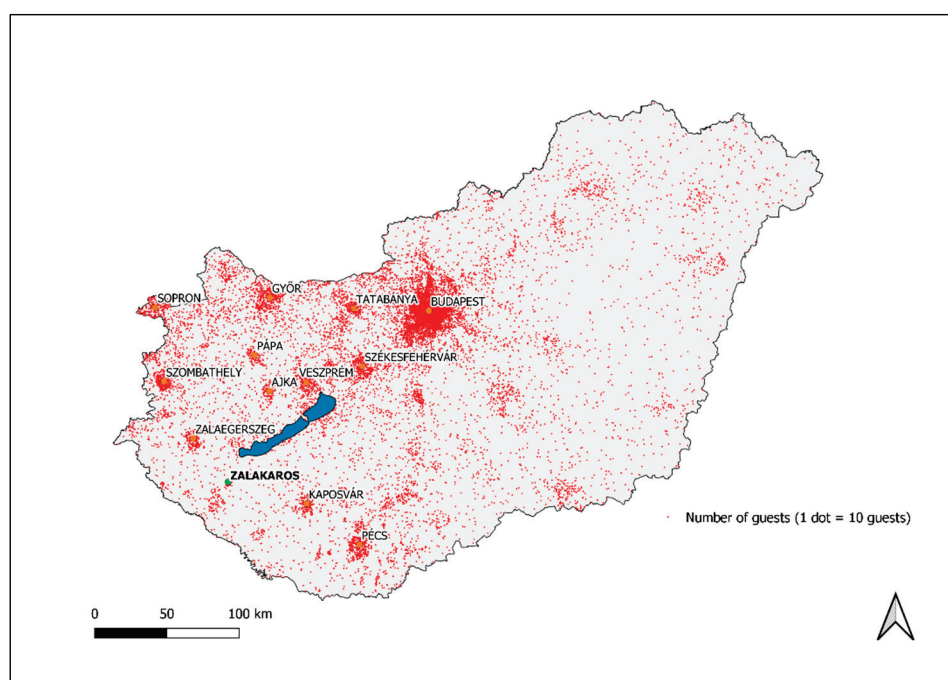 SOPRON
GYŐR
TATABÁNYA
BUDAPEST
PÁPA
SZÉKESFEHÉRVÁR
SZOMBATHELY
AJKA
VESZPRÉM
ZALAEGERSZEG
ZALAKAROS
KAPOSVÁR
PÉCS
Number of guests (1 dot = 10 guests)
0 50 100 km